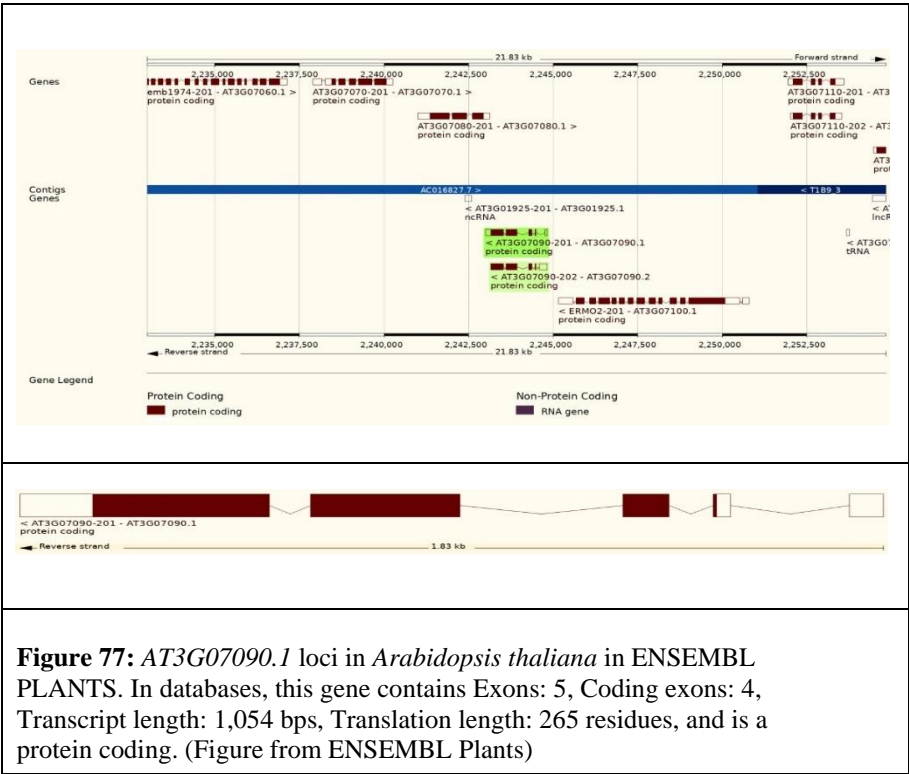 21.83 kb Forward strand
2,235,000 2,237,500 2,240,000 2,242,500 2,245,000 2,247,500 2,250,000 2,252,500
Genes
emb1974-201 - AT3G07060.1 > AT3G07070-201 - AT3G07070.1 > AT3G07110-201 - AT3
protein coding protein coding protein coding
AT3G07080-201 - AT3G07080.1 > AT3G07110-202 - AT3
protein coding protein coding
AT3
prot
Contigs AC016827.7 > < T1B9_3
Genes
< AT3G01925-201 - AT3G01925.1 < AT
ncRNA lncR
< AT3G07090-201 - AT3G07090.1 < AT3G07
protein coding tRNA
< AT3G07090-202 - AT3G07090.2
protein coding
< ERMO2-201 - AT3G07100.1
protein coding
2,235,000 2,237,500 2,240,000 2,242,500 2,245,000 2,247,500 2,250,000 2,252,500
Reverse strand 21.83 kb
Gene Legend
Protein Coding Non-Protein Coding
protein coding RNA gene
< AT3G07090-201 - AT3G07090.1
protein coding
Reverse strand 1.83 kb
Figure 77: AT3G07090.1 loci in Arabidopsis thaliana in ENSEMBL
PLANTS. In databases, this gene contains Exons: 5, Coding exons: 4,
Transcript length: 1,054 bps, Translation length: 265 residues, and is a
protein coding. (Figure from ENSEMBL Plants)